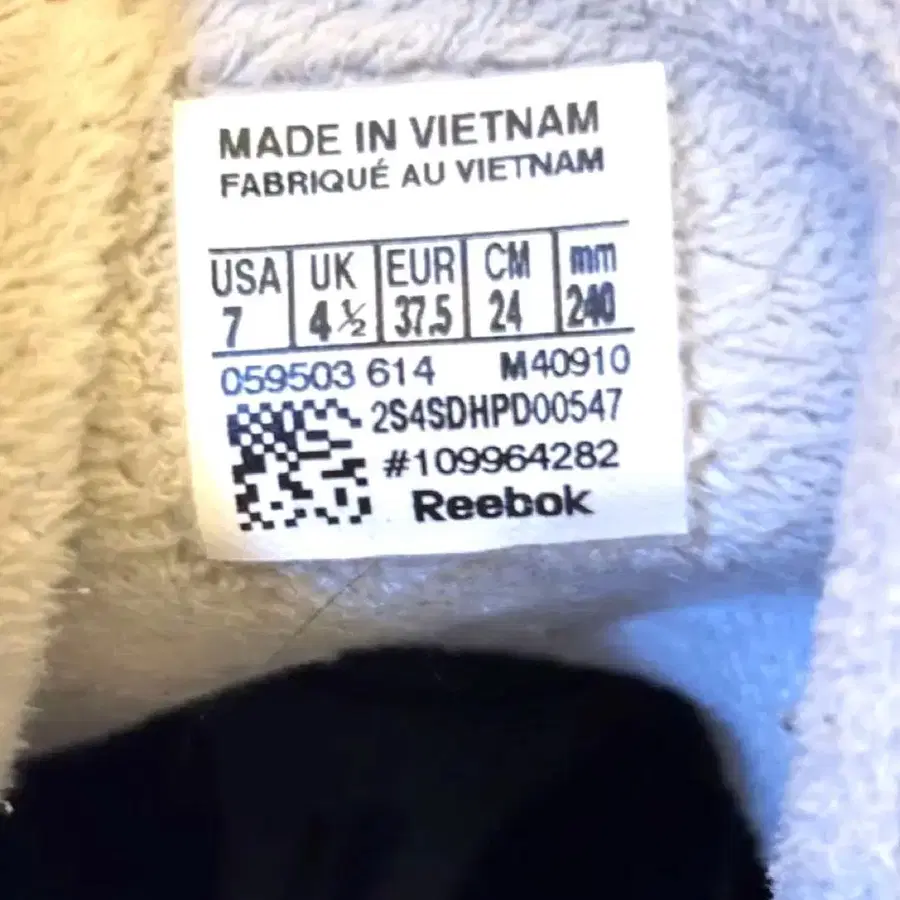 MADE IN VIETNAM
FABRIQUÉ AU VIETNAM
USA UK EUR CM mm
7 4½ 37.5 24 240
059503 614 M40910
2S4SDHPD00547
#109964282
Reebok